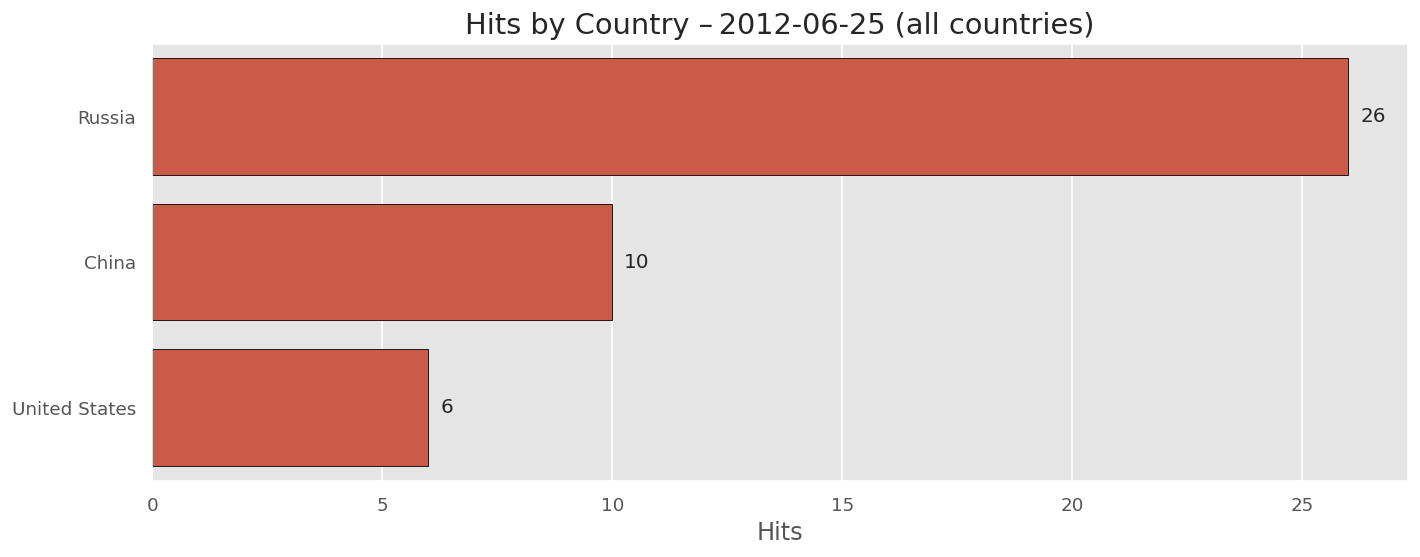 Hits by Country – 2012-06-25 (all countries)
Russia 26
China 10
United States 6
0 5 10 15 20 25
Hits